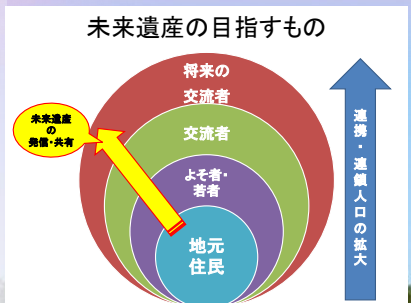 未来遺産の目指すもの
将来の
交流者
未来遺産
の
発信・共有
交流者
よそ者・
若者
地元
住民
連携・連鎖人口の拡大